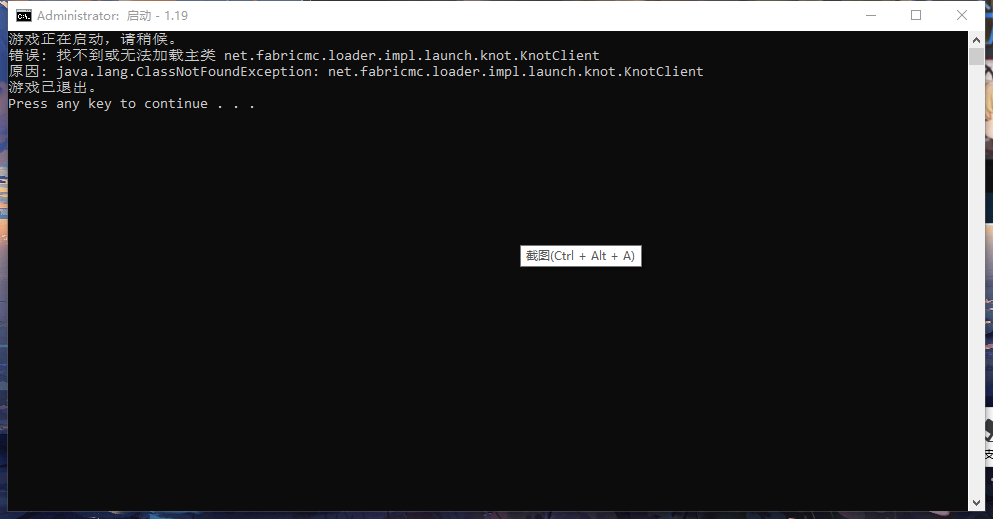 Administrator: 启动 - 1.19
游戏正在启动，请稍候。
错误: 找不到或无法加载主类 net.fabricmc.loader.impl.launch.knot.KnotClient
原因: java.lang.ClassNotFoundException: net.fabricmc.loader.impl.launch.knot.KnotClient
游戏已退出。
Press any key to continue . . .
截图(Ctrl + Alt + A)
支